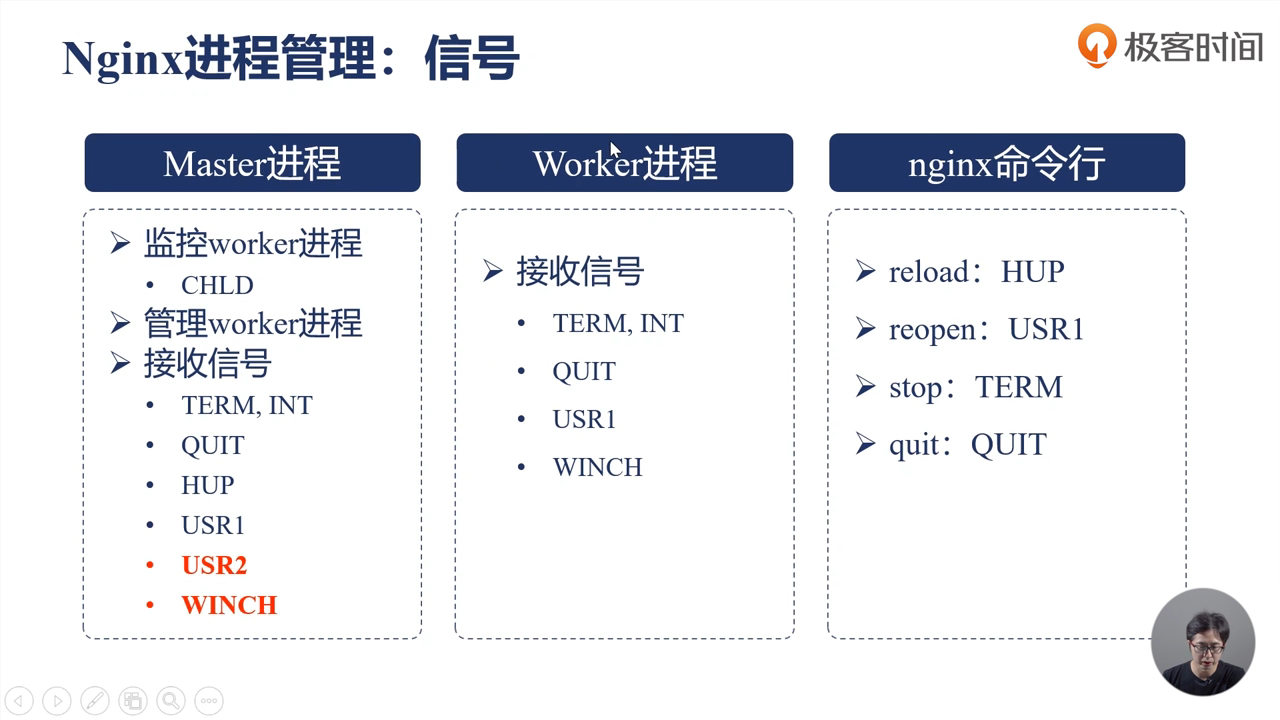 Nginx进程管理：信号
极客时间
Master进程
监控worker进程
CHLD
管理worker进程
接收信号
TERM, INT
QUIT
HUP
USR1
USR2
WINCH
Worker进程
接收信号
TERM, INT
QUIT
USR1
WINCH
nginx命令行
reload：HUP
reopen：USR1
stop：TERM
quit：QUIT